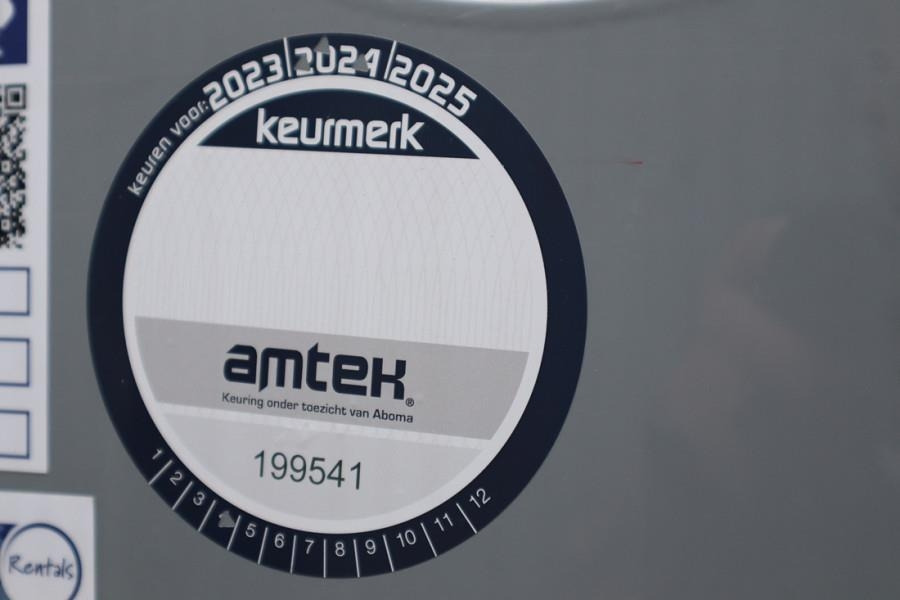 keuren voor: 2023 2024 2025
keurmerk
amtek®
Keuring onder toezicht van Aboma
199541
1 2 3 5 6 7 8 9 10 11 12
Rentals